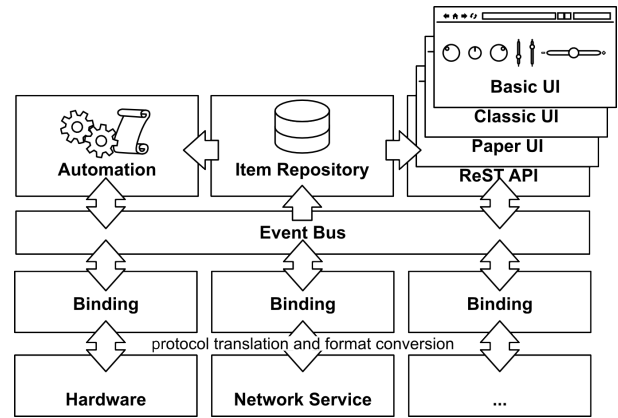 Basic UI
Classic UI
Paper UI
Automation
Item Repository
ReST API
Event Bus
Binding
Binding
Binding
protocol translation and format conversion
Hardware
Network Service
...